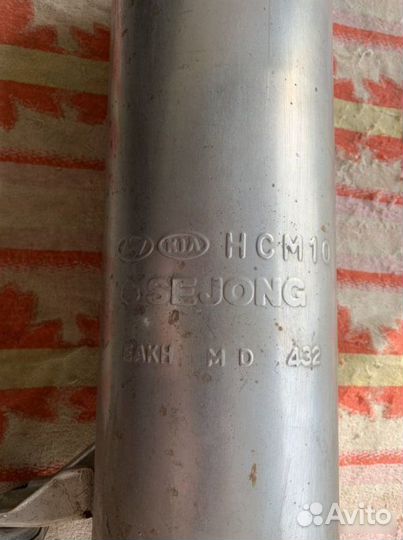 KIA HCM10
SEJONG
EAKH MD 432
Avito